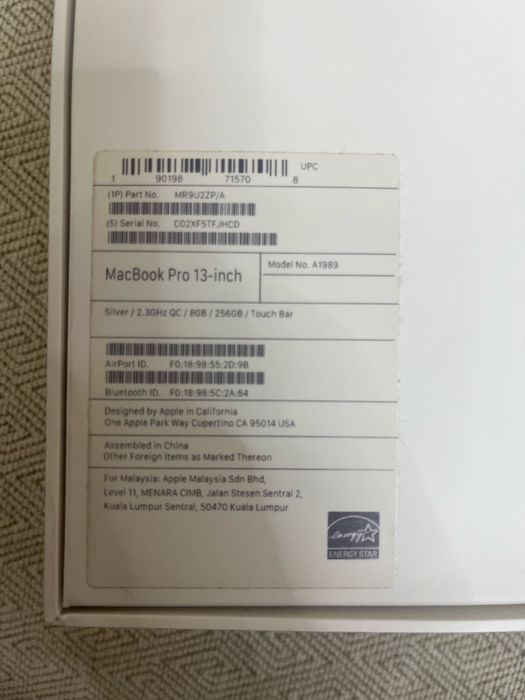 UPC
1 90198 71570 8
(1P) Part No. MR9U2ZP/A
(S) Serial No. C02XF5TFJHCD
MacBook Pro 13-inch
Model No. A1989
Silver / 2.3GHz QC / 8GB / 256GB / Touch Bar
AirPort ID. F0:18:98:55:2D:9B
Bluetooth ID. F0:18:98:5C:2A:84
Designed by Apple in California
One Apple Park Way Cupertino CA 95014 USA
Assembled in China
Other Foreign Items as Marked Thereon
For Malaysia: Apple Malaysia Sdn Bhd,
Level 11, MENARA CIMB, Jalan Stesen Sentral 2,
Kuala Lumpur Sentral, 50470 Kuala Lumpur
energy
ENERGY STAR